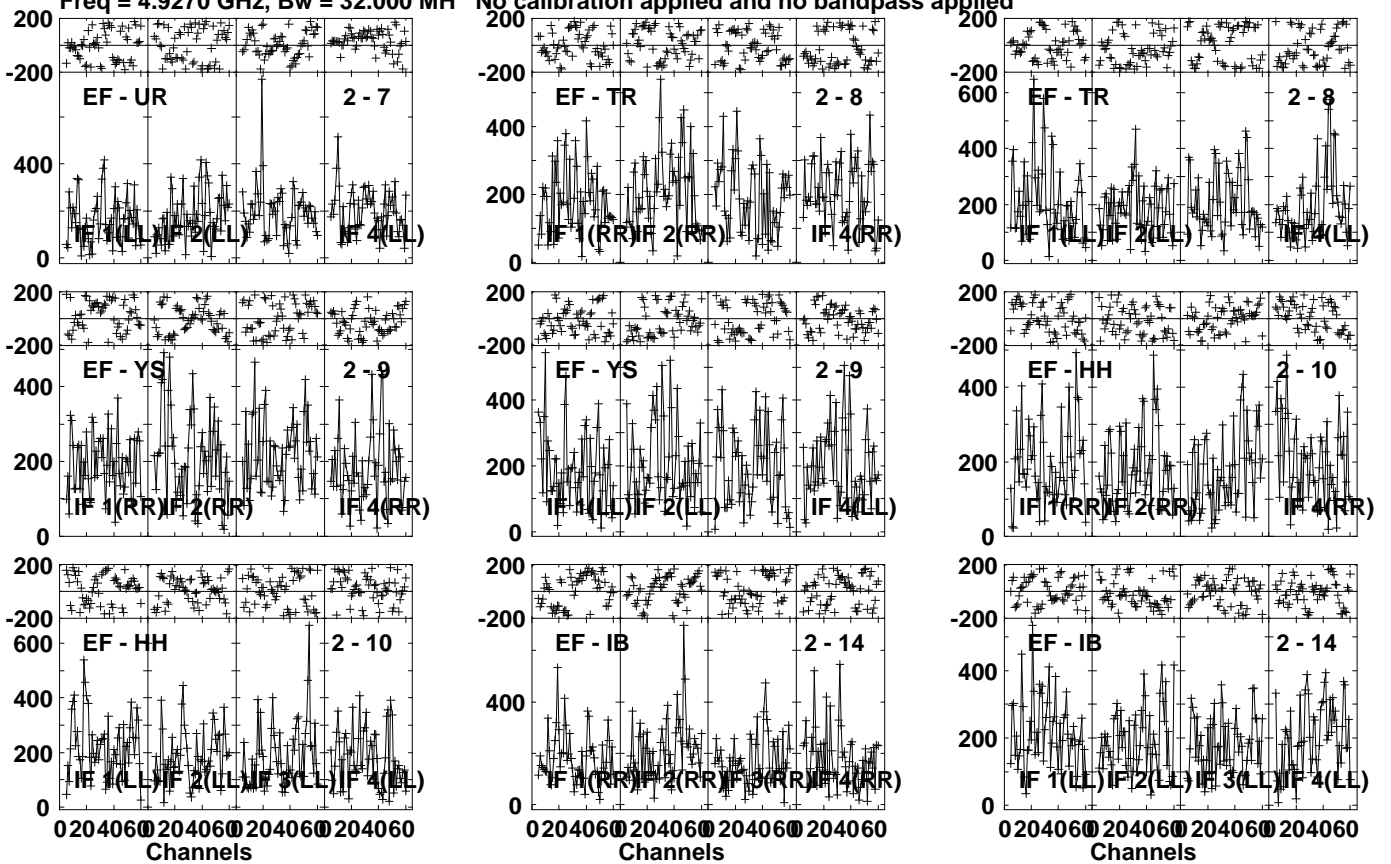 Freq = 4.9270 GHz, Bw = 32.000 MH No calibration applied and no bandpass applied
200
-200
EF - UR 2 - 7
400
200
0
IF 1(LL) IF 2(LL) IF 4(LL)
200
-200
EF - TR 2 - 8
400
200
0
IF 1(RR) IF 2(RR) IF 4(RR)
200
-200
600
EF - TR 2 - 8
400
200
0
IF 1(LL) IF 2(LL) IF 4(LL)
200
-200
EF - YS 2 - 9
400
200
0
IF 1(RR) IF 2(RR) IF 4(RR)
200
-200
EF - YS 2 - 9
400
200
0
IF 1(LL) IF 2(LL) IF 4(LL)
200
-200
EF - HH 2 - 10
400
200
0
IF 1(RR) IF 2(RR) IF 4(RR)
200
-200
600
EF - HH 2 - 10
400
200
0
IF 1(LL) IF 2(LL) IF 3(LL) IF 4(LL)
0 20 40 60 0 20 40 60 0 20 40 60 0 20 40 60
Channels
200
-200
EF - IB 2 - 14
400
0
IF 1(RR) IF 2(RR) IF 3(RR) IF 4(RR)
0 20 40 60 0 20 40 60 0 20 40 60 0 20 40 60
Channels
200
-200
EF - IB 2 - 14
400
200
0
IF 1(LL) IF 2(LL) IF 3(LL) IF 4(LL)
0 20 40 60 0 20 40 60 0 20 40 60 0 20 40 60
Channels